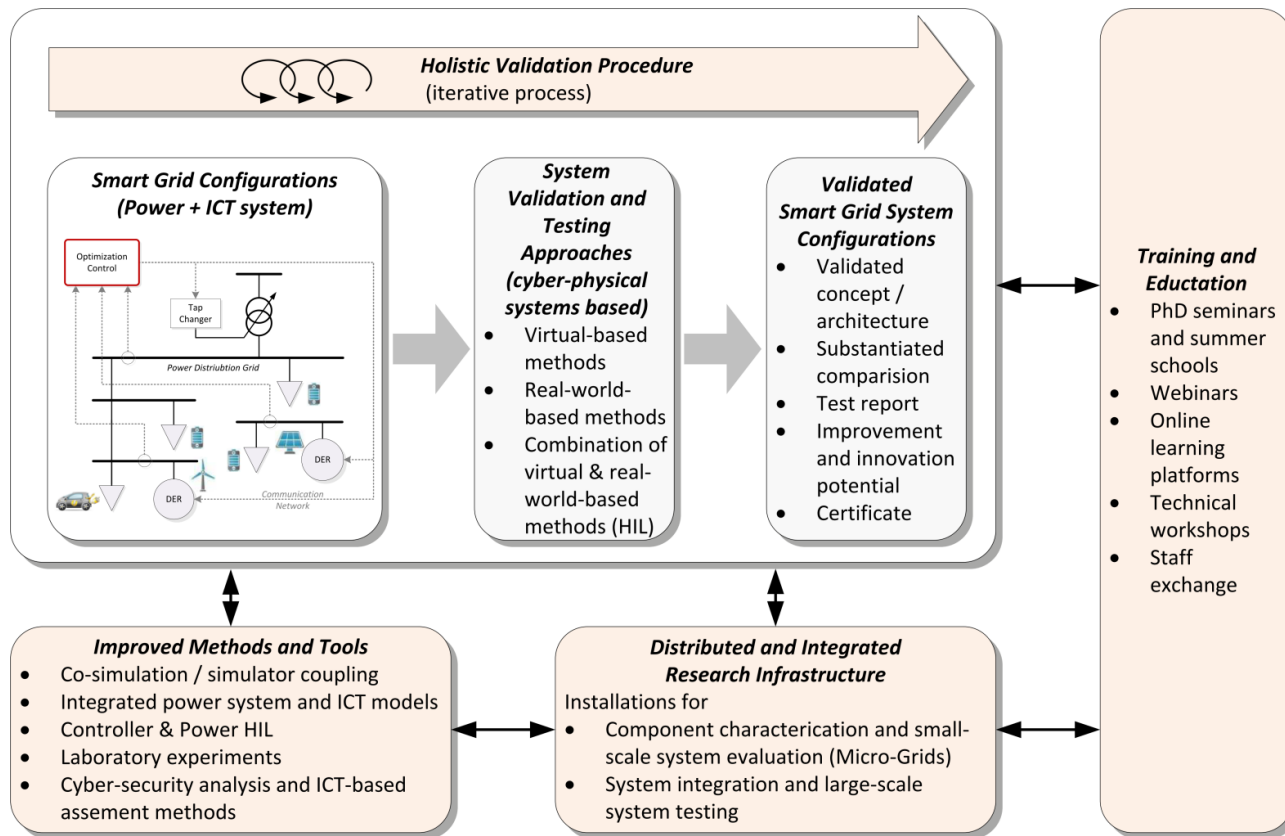 Holistic Validation Procedure
(iterative process)
Smart Grid Configurations
(Power + ICT system)
Optimization
Control
Tap
Changer
Power Distriubtion Grid
DER
DER
Communication
Network
System
Validation and
Testing
Approaches
(cyber-physical
systems based)
• Virtual-based
methods
• Real-world-
based methods
• Combination of
virtual & real-
world-based
methods (HIL)
Validated
Smart Grid System
Configurations
• Validated
concept /
architecture
• Substantiated
comparision
• Test report
• Improvement
and innovation
potential
• Certificate
Training and
Eductation
• PhD seminars
and summer
schools
• Webinars
• Online
learning
platforms
• Technical
workshops
• Staff
exchange
Improved Methods and Tools
• Co-simulation / simulator coupling
• Integrated power system and ICT models
• Controller & Power HIL
• Laboratory experiments
• Cyber-security analysis and ICT-based
assement methods
Distributed and Integrated
Research Infrastructure
Installations for
• Component characterication and small-
scale system evaluation (Micro-Grids)
• System integration and large-scale
system testing